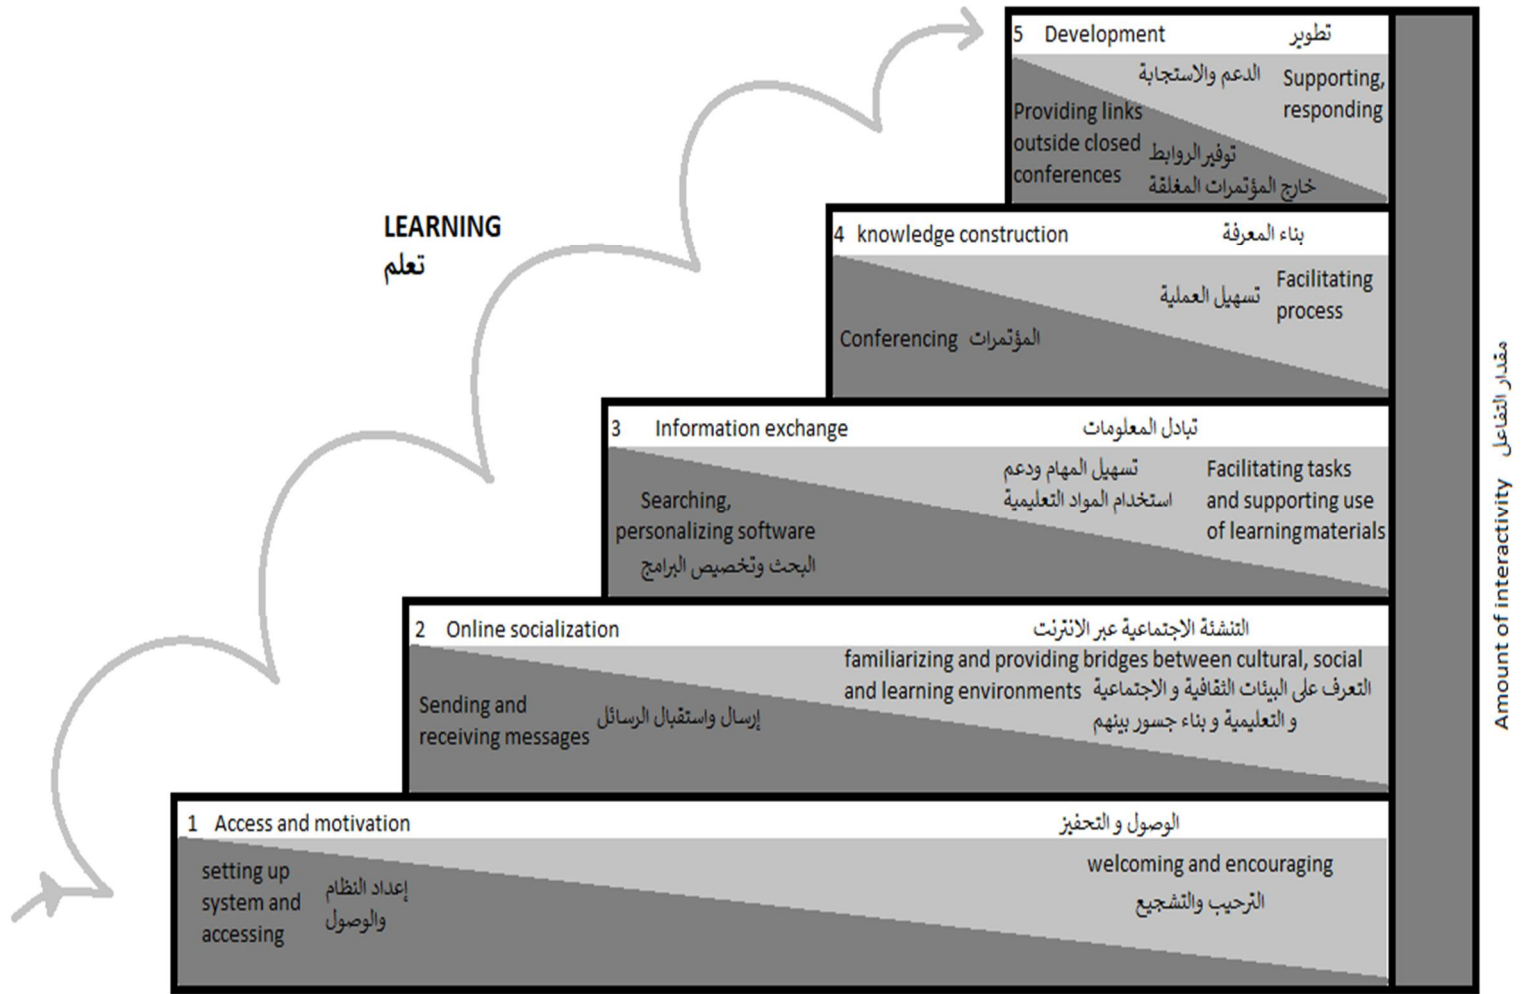 5 Development تطوير
الدعم والاستجابة
Supporting,
responding
Providing links
outside closed
conferences
توفير الروابط
خارج المؤتمرات المغلقة
LEARNING
تعلم
4 knowledge construction بناء المعرفة
تسهيل العملية
Facilitating
process
Conferencing المؤتمرات
3 Information exchange تبادل المعلومات
تسهيل المهام ودعم
استخدام المواد التعليمية
Facilitating tasks
and supporting use
of learning materials
Searching,
personalizing software
البحث وتخصيص البرامج
2 Online socialization التنشئة الاجتماعية عبر الانترنت
familiarizing and providing bridges between cultural, social
and learning environments التعرف على البيئات الثقافية و الاجتماعية
و التعليمية و بناء جسور بينهم
Sending and
receiving messages
إرسال واستقبال الرسائل
1 Access and motivation الوصول و التحفيز
setting up
system and
accessing
إعداد النظام
والوصول
welcoming and encouraging
الترحيب والتشجيع
Amount of interactivity مقدار التفاعل